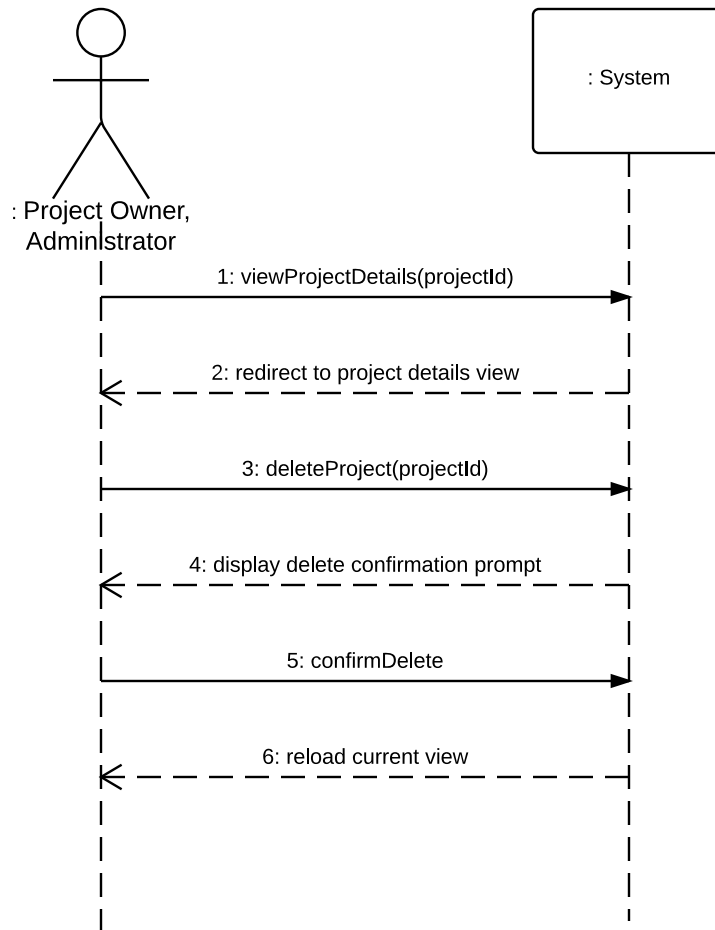 : System
: Project Owner,
Administrator
1: viewProjectDetails(projectId)
2: redirect to project details view
3: deleteProject(projectId)
4: display delete confirmation prompt
5: confirmDelete
6: reload current view